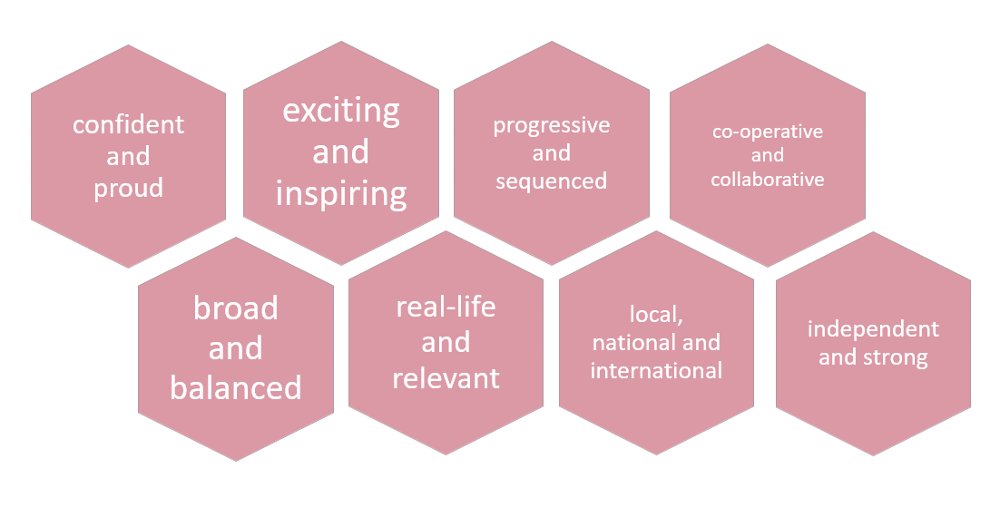 confident
and
proud
exciting
and
inspiring
progressive
and
sequenced
co-operative
and
collaborative
broad
and
balanced
real-life
and
relevant
local,
national and
international
independent
and strong